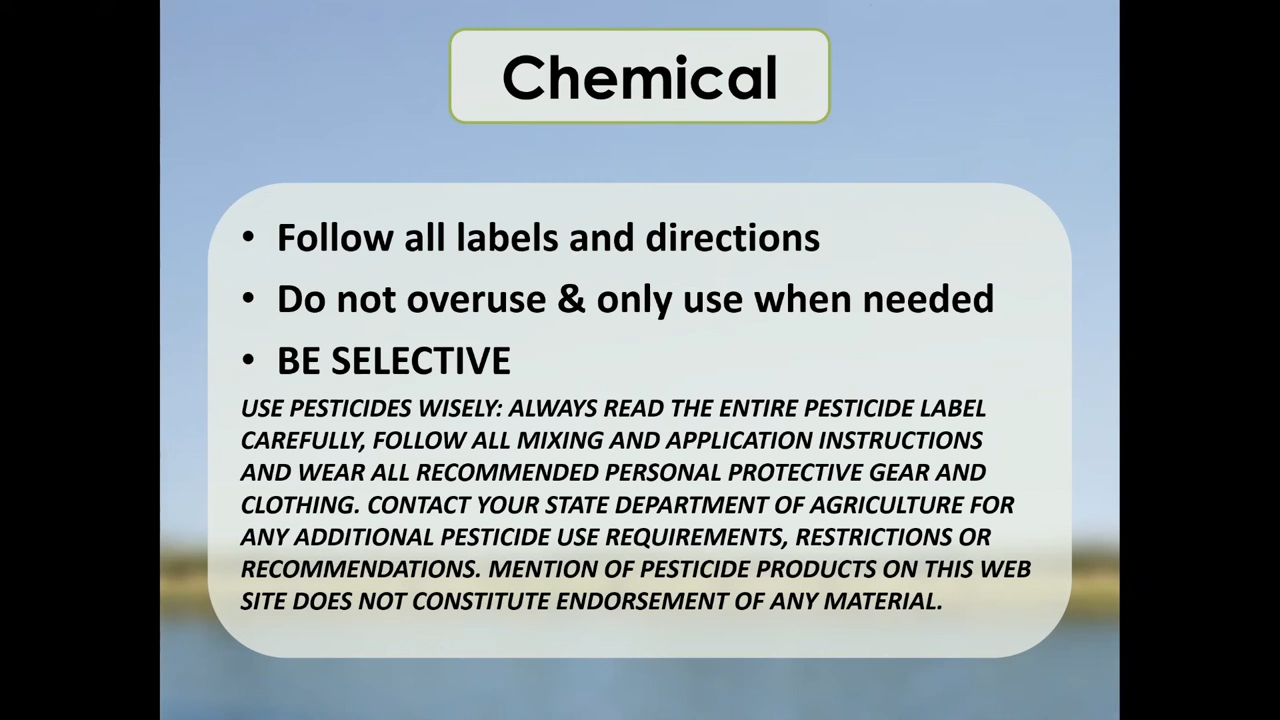 Chemical
• Follow all labels and directions
• Do not overuse & only use when needed
• BE SELECTIVE
USE PESTICIDES WISELY: ALWAYS READ THE ENTIRE PESTICIDE LABEL
CAREFULLY, FOLLOW ALL MIXING AND APPLICATION INSTRUCTIONS
AND WEAR ALL RECOMMENDED PERSONAL PROTECTIVE GEAR AND
CLOTHING. CONTACT YOUR STATE DEPARTMENT OF AGRICULTURE FOR
ANY ADDITIONAL PESTICIDE USE REQUIREMENTS, RESTRICTIONS OR
RECOMMENDATIONS. MENTION OF PESTICIDE PRODUCTS ON THIS WEB
SITE DOES NOT CONSTITUTE ENDORSEMENT OF ANY MATERIAL.